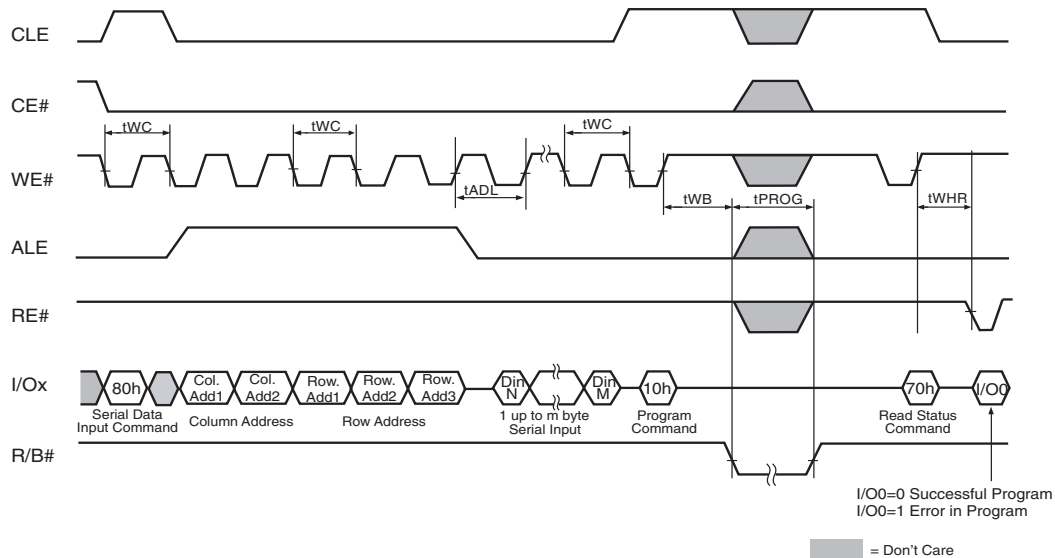 CLE
CE#
tWC
tWC
tWC
WE#
tADL
tWB
tPROG
tWHR
ALE
RE#
I/Ox
80h
Col.
Add1
Col.
Add2
Row.
Add1
Row.
Add2
Row.
Add3
Din
N
Din
M
10h
70h
I/O0
Serial Data
Input Command
Column Address
Row Address
1 up to m byte
Serial Input
Program
Command
Read Status
Command
R/B#
I/O0=0 Successful Program
I/O0=1 Error in Program
= Don't Care